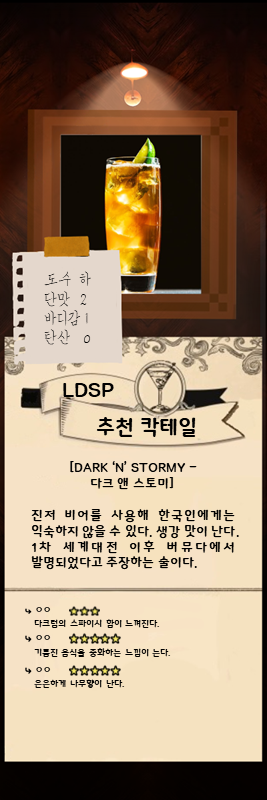 도수 하
단맛 2
바디감 1
탄산 o
LDSP
추천 칵테일
[DARK 'N' STORMY –
다크 앤 스토미]
진저 비어를 사용해 한국인에게는
익숙하지 않을 수 있다. 생강 맛이 난다.
1차 세계대전 이후 버뮤다에서
발명되었다고 주장하는 술이다.
↳ ㅇㅇ ★★★
다크럼의 스파이시 함이 느껴진다.
↳ ㅇㅇ ★★★★★
기름진 음식을 중화하는 느낌이 든다.
↳ ㅇㅇ ★★★★★
은은하게 나무향이 난다.